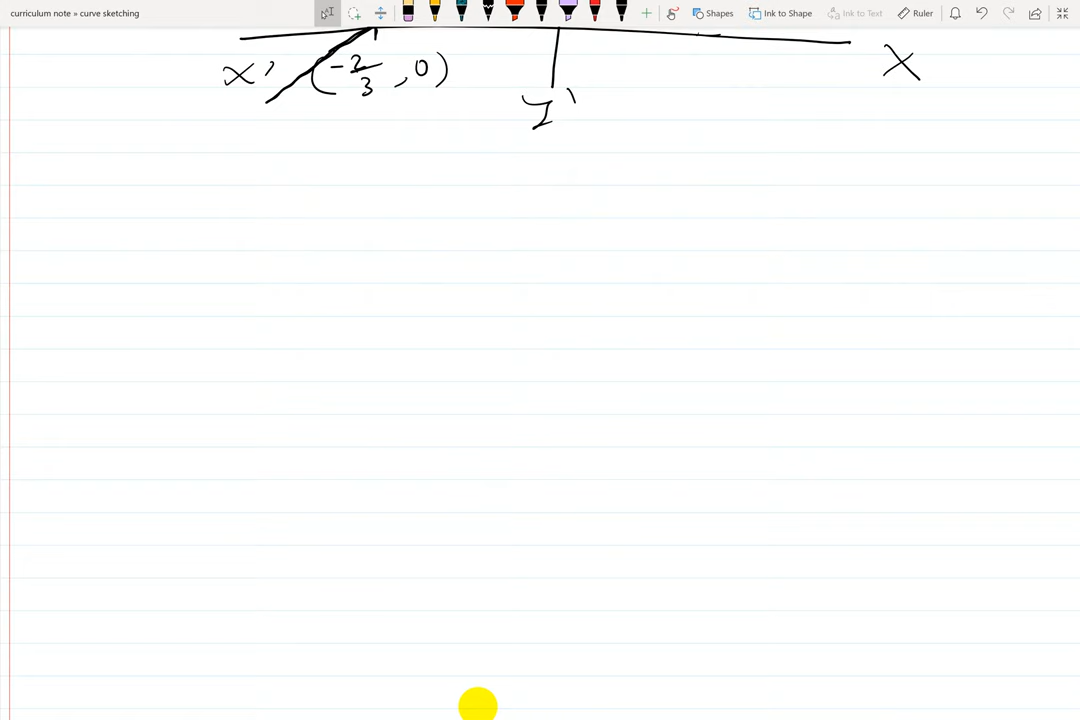 curriculum note » curve sketching
Shapes
Ink to Shape
Ink to Text
Ruler
X
X' (-2/3, 0)
Y'